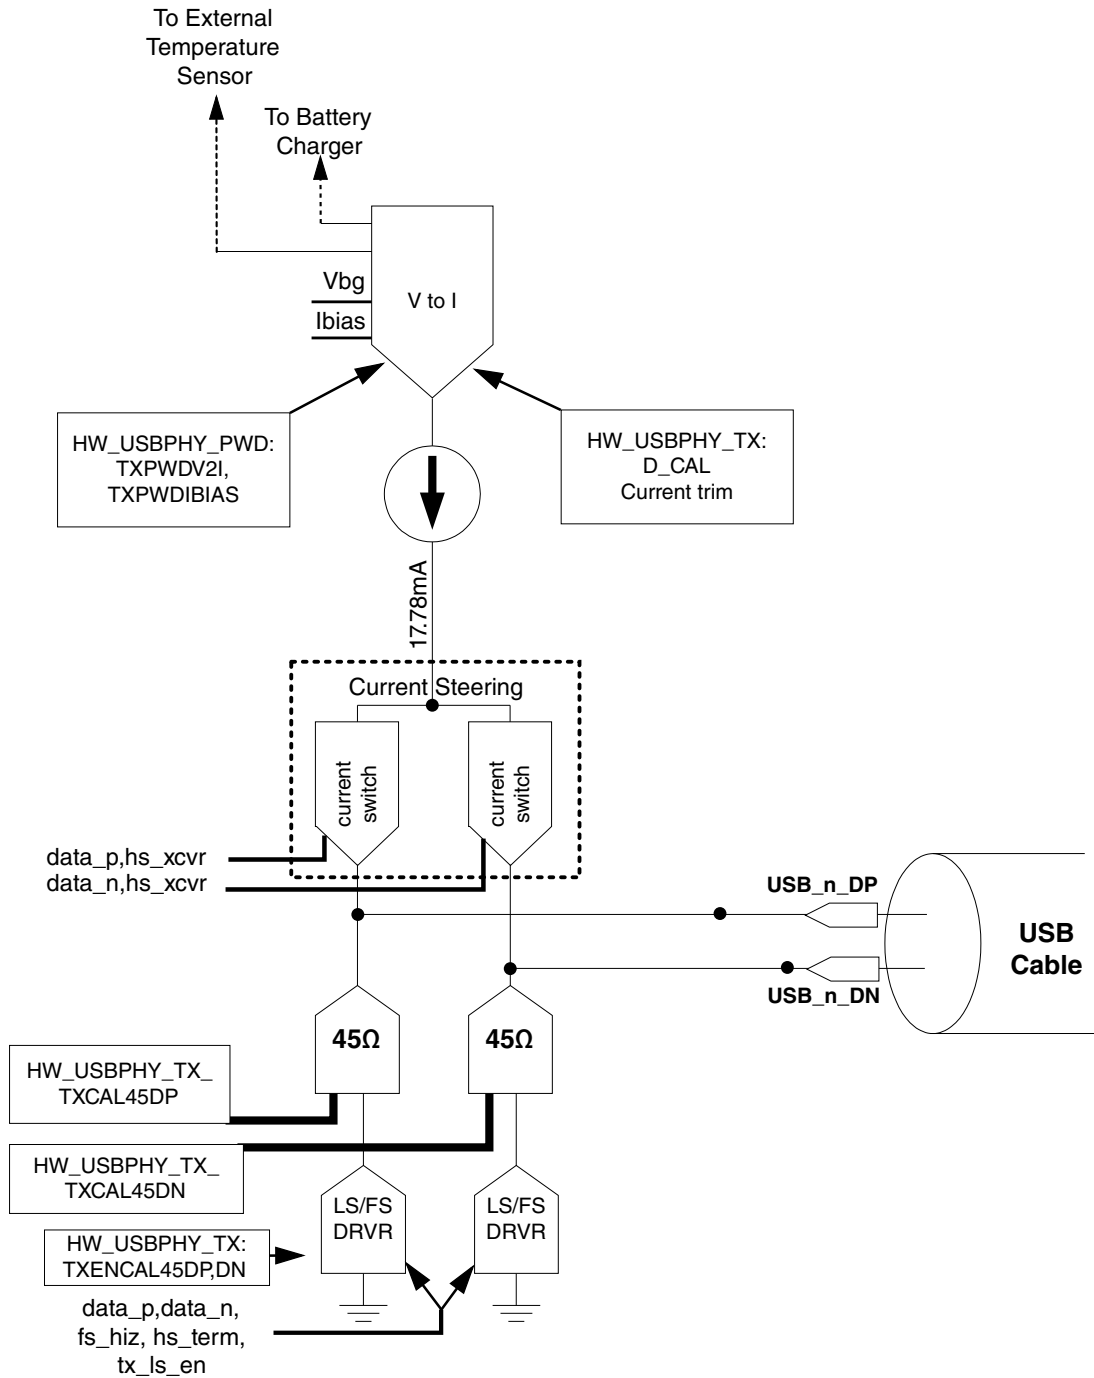 To External
Temperature
Sensor
To Battery
Charger
Vbg
Ibias
V to I
HW_USBPHY_PWD:
TXPWDV2I,
TXPWDIBIAS
HW_USBPHY_TX:
D_CAL
Current trim
17.78mA
Current Steering
current
switch
current
switch
data_p,hs_xcvr
data_n,hs_xcvr
USB_n_DP
USB
Cable
USB_n_DN
45Ω
45Ω
HW_USBPHY_TX_
TXCAL45DP
HW_USBPHY_TX_
TXCAL45DN
LS/FS
DRVR
LS/FS
DRVR
HW_USBPHY_TX:
TXENCAL45DP,DN
data_p,data_n,
fs_hiz, hs_term,
tx_ls_en